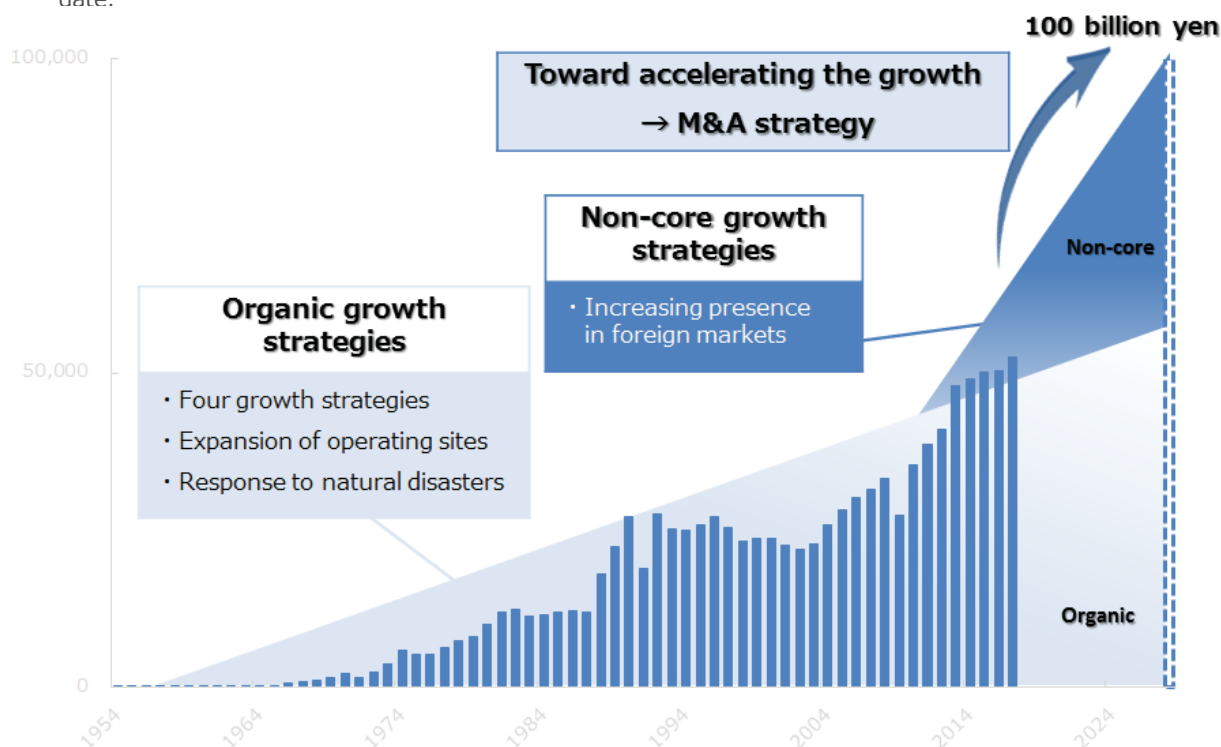 date.
100 billion yen
100,000
Toward accelerating the growth
→ M&A strategy
Non-core growth
strategies
・Increasing presence
in foreign markets
Non-core
Organic growth
strategies
・Four growth strategies
・Expansion of operating sites
・Response to natural disasters
50,000
Organic
0
1954
1964
1974
1984
1994
2004
2014
2024